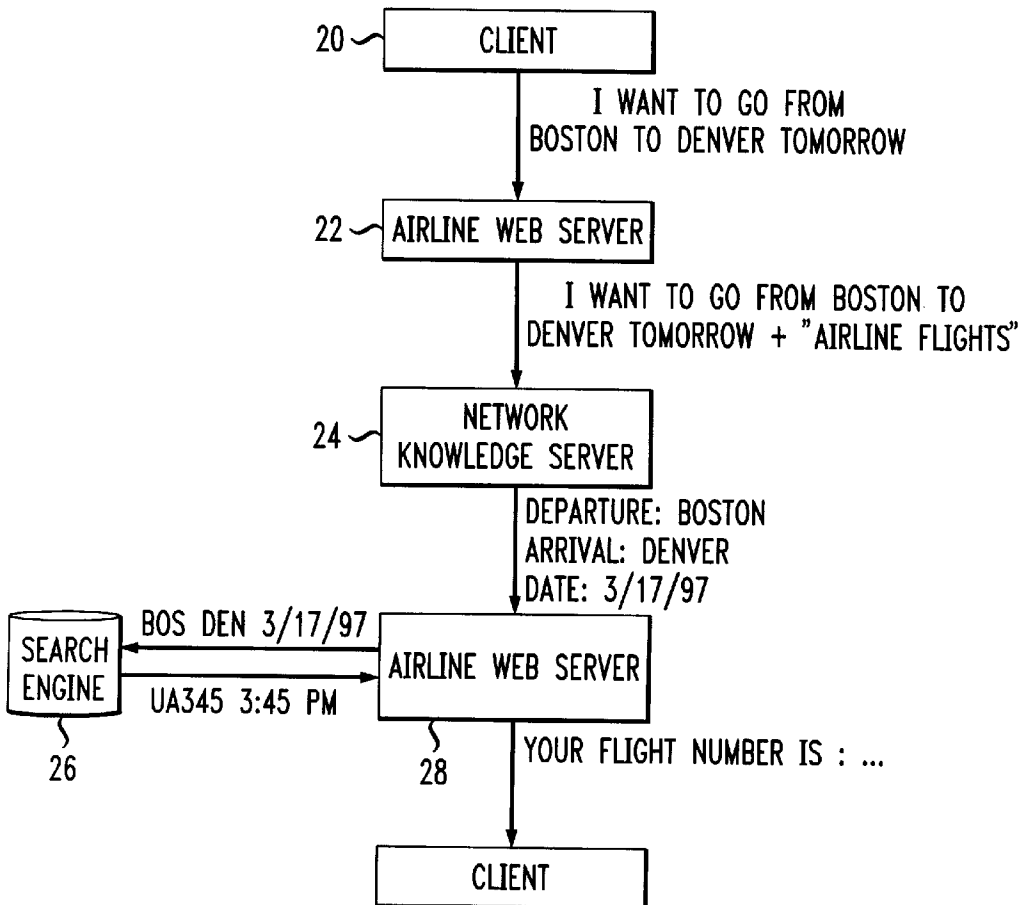 20
CLIENT
I WANT TO GO FROM
BOSTON TO DENVER TOMORROW
22
AIRLINE WEB SERVER
I WANT TO GO FROM BOSTON TO
DENVER TOMORROW + "AIRLINE FLIGHTS"
24
NETWORK
KNOWLEDGE SERVER
DEPARTURE: BOSTON
ARRIVAL: DENVER
DATE: 3/17/97
SEARCH
ENGINE
26
BOS DEN 3/17/97
UA345 3:45 PM
AIRLINE WEB SERVER
28
YOUR FLIGHT NUMBER IS : ...
CLIENT